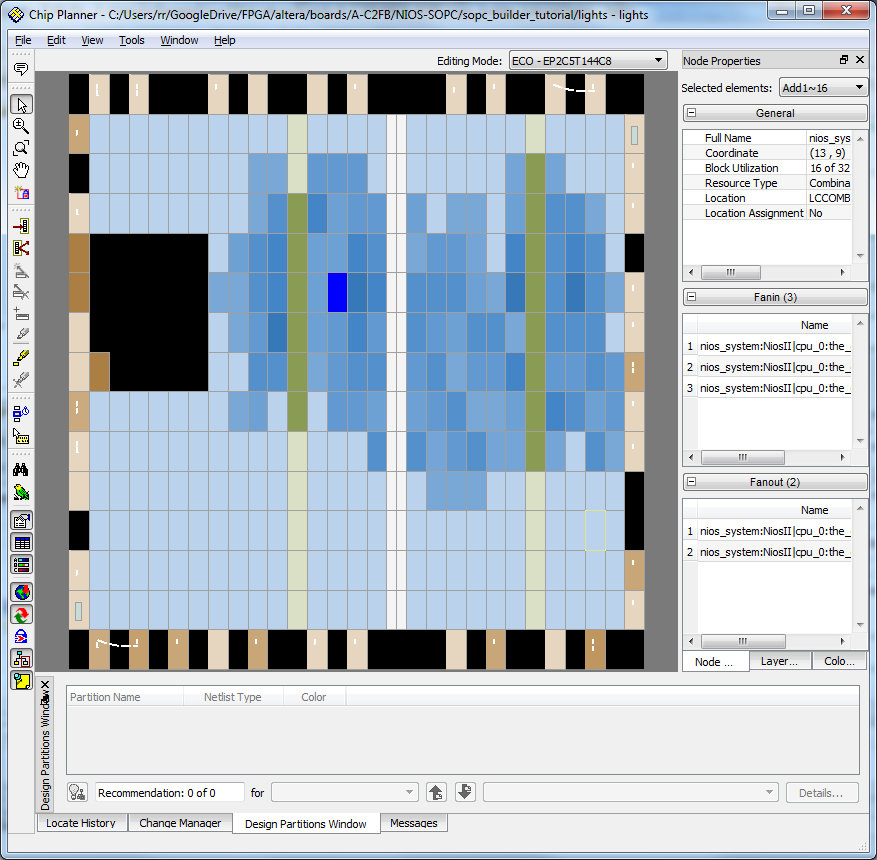 Chip Planner - C:/Users/rr/GoogleDrive/FPGA/altera/boards/A-C2FB/NIOS-SOPC/sopc_builder_tutorial/lights - lights
File Edit View Tools Window Help
Editing Mode: ECO - EP2C5T144C8
Node Properties
Selected elements: Add1~16
General
Full Name nios_sys
Coordinate (13 , 9)
Block Utilization 16 of 32
Resource Type Combina
Location LCCOMB
Location Assignment No
Fanin (3)
Name
1 nios_system:NiosII|cpu_0:the_
2 nios_system:NiosII|cpu_0:the_
3 nios_system:NiosII|cpu_0:the_
Fanout (2)
Name
1 nios_system:NiosII|cpu_0:the_
2 nios_system:NiosII|cpu_0:the_
Node ... Layer... Colo...
Design Partitions Window
Partition Name Netlist Type Color
Recommendation: 0 of 0 for Details...
Locate History Change Manager Design Partitions Window Messages